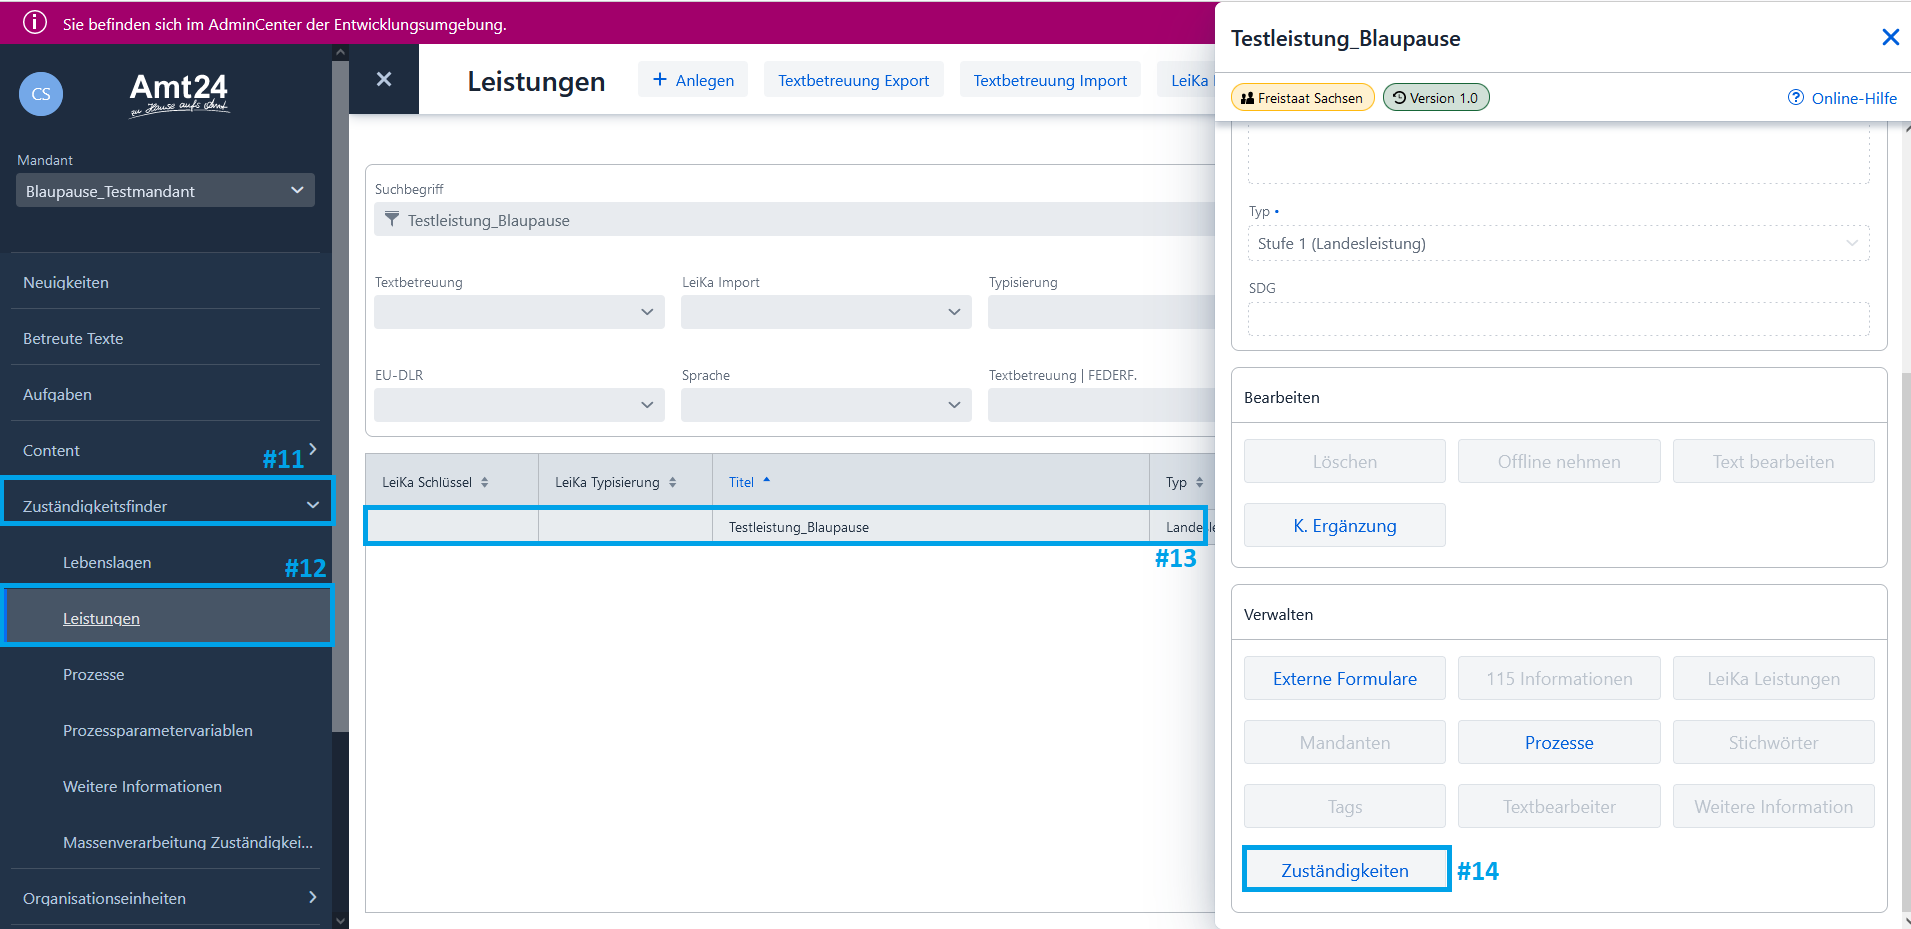 Sie befinden sich im AdminCenter der Entwicklungsumgebung.
CS
Amt24
zu Hause aufs Amt
Mandant
Blaupause_Testmandant
Neuigkeiten
Betreute Texte
Aufgaben
Content
#11
Zuständigkeitsfinder
Lebenslagen
#12
Leistungen
Prozesse
Prozessparametervariablen
Weitere Informationen
Massenverarbeitung Zuständigkei...
Organisationseinheiten
Leistungen
+ Anlegen
Textbetreuung Export
Textbetreuung Import
LeiKa
Suchbegriff
Testleistung_Blaupause
Textbetreuung
LeiKa Import
Typisierung
EU-DLR
Sprache
Textbetreuung | FEDERF.
LeiKa Schlüssel
LeiKa Typisierung
Titel
Typ
Testleistung_Blaupause
Landesle
#13
Testleistung_Blaupause
Freistaat Sachsen
Version 1.0
Online-Hilfe
Typ •
Stufe 1 (Landesleistung)
SDG
Bearbeiten
Löschen
Offline nehmen
Text bearbeiten
K. Ergänzung
Verwalten
Externe Formulare
115 Informationen
LeiKa Leistungen
Mandanten
Prozesse
Stichwörter
Tags
Textbearbeiter
Weitere Information
Zuständigkeiten
#14